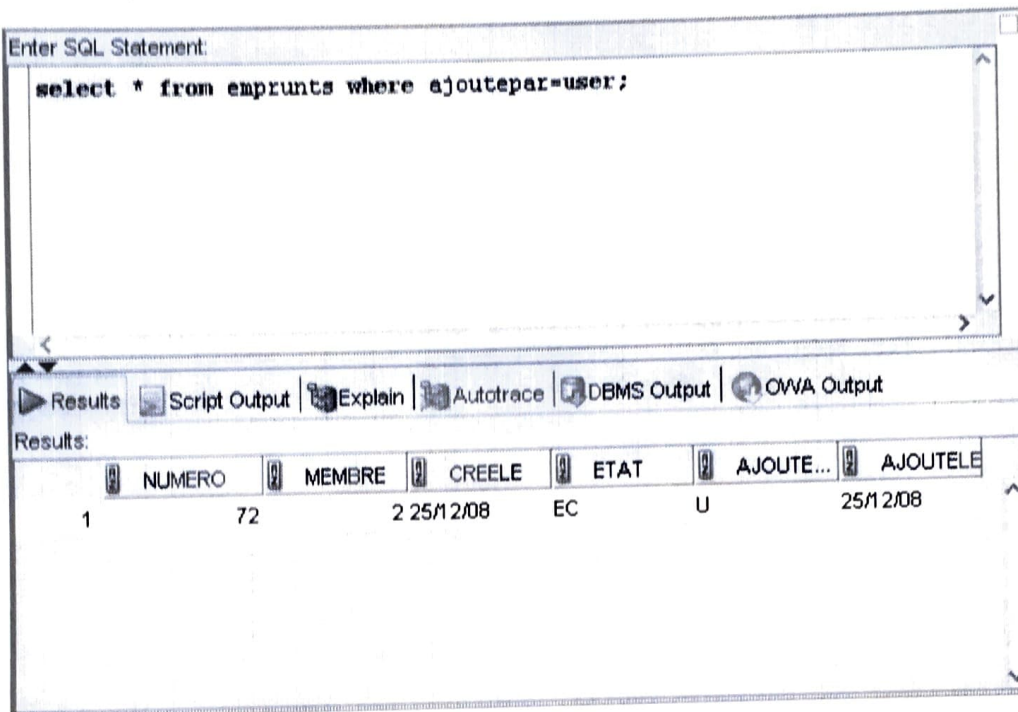 Enter SQL Statement:
select * from emprunts where ajoutepar=user;
Results Script Output Explain Autotrace DBMS Output OWA Output
Results:
NUMERO MEMBRE CREELE ETAT AJOUTE... AJOUTELE
1 72 2 25/12/08 EC U 25/12/08